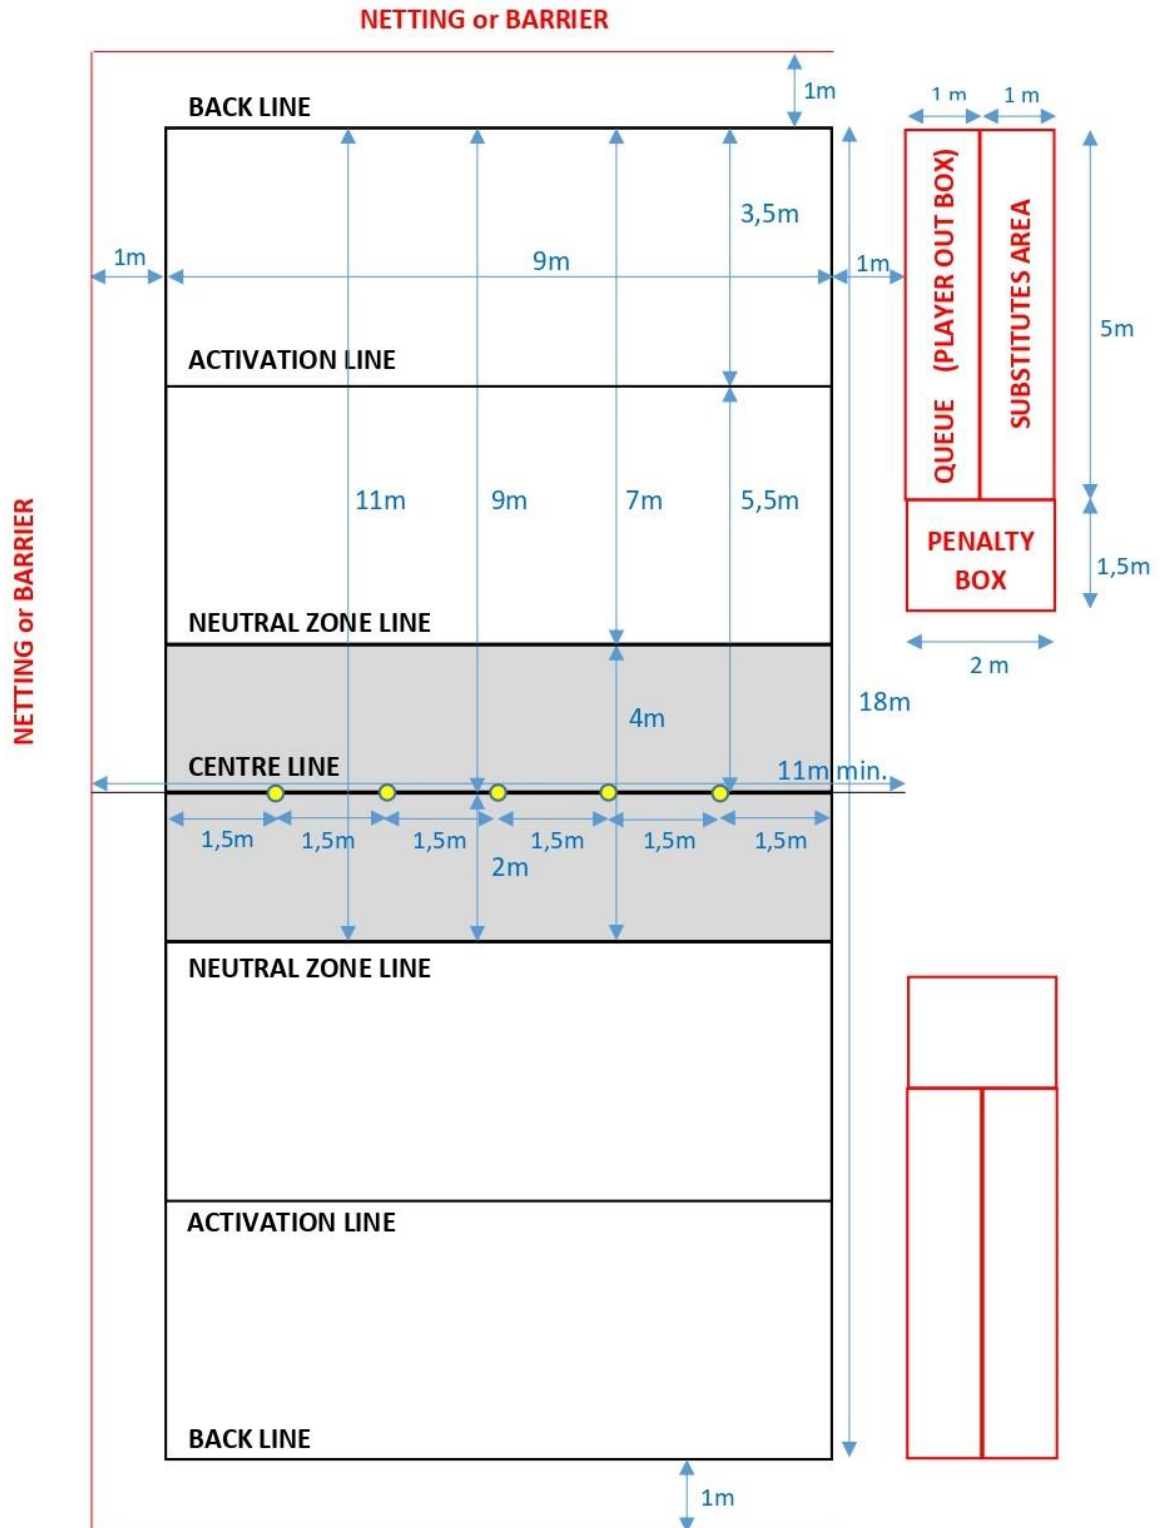 NETTING or BARRIER
1m
BACK LINE
1 m
1 m
3,5m
1m
9m
1m
QUEUE (PLAYER OUT BOX)
SUBSTITUTES AREA
5m
ACTIVATION LINE
NETTING or BARRIER
11m
9m
7m
5,5m
PENALTY
BOX
1,5m
NEUTRAL ZONE LINE
2 m
18m
4m
CENTRE LINE
11m min.
1,5m
1,5m
1,5m
1,5m
1,5m
1,5m
2m
NEUTRAL ZONE LINE
ACTIVATION LINE
BACK LINE
1m